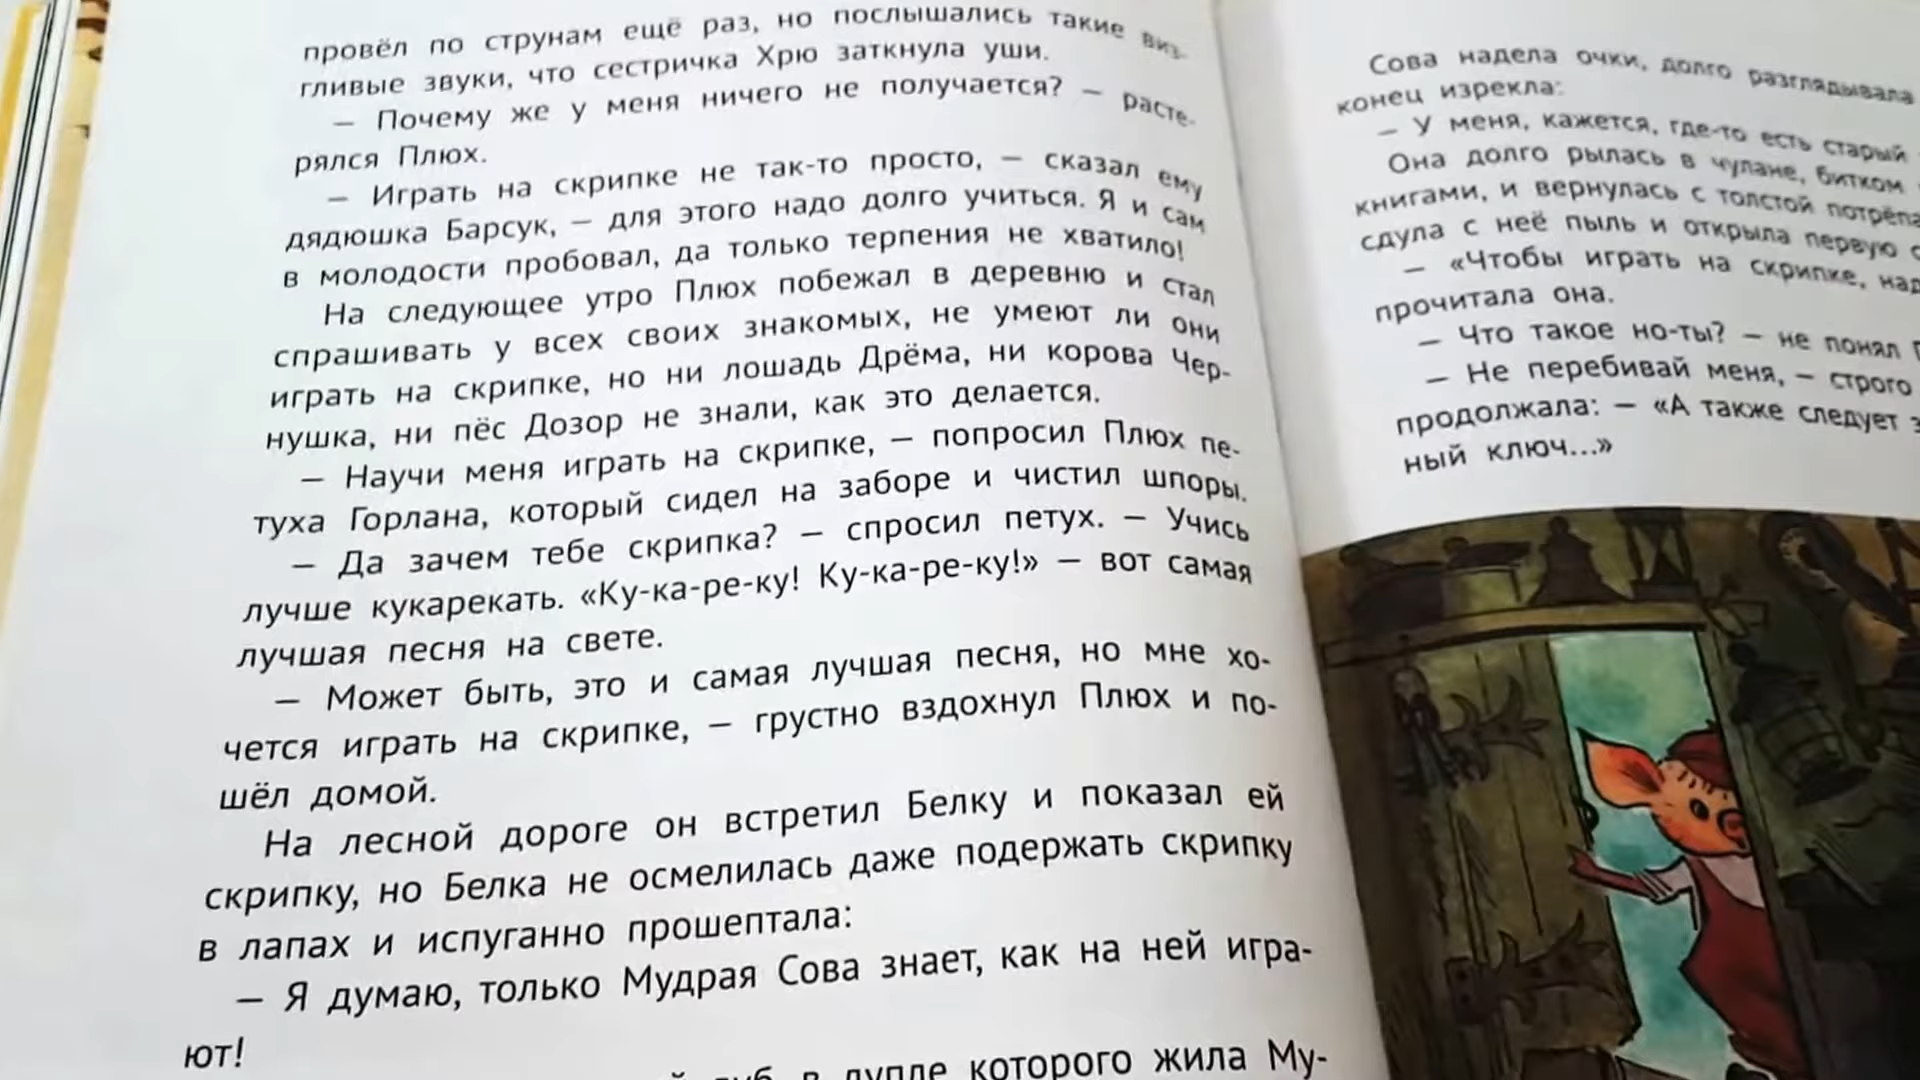 провёл по струнам ещё раз, но послышались такие виз-
гливые звуки, что сестричка Хрю заткнула уши.
— Почему же у меня ничего не получается? — расте-
рялся Плюх.
— Играть на скрипке не так-то просто, — сказал ему
дядюшка Барсук, — для этого надо долго учиться. Я и сам
в молодости пробовал, да только терпения не хватило!
На следующее утро Плюх побежал в деревню и стал
спрашивать у всех своих знакомых, не умеют ли они
играть на скрипке, но ни лошадь Дрёма, ни корова Чер-
нушка, ни пёс Дозор не знали, как это делается.
— Научи меня играть на скрипке, — попросил Плюх пе-
туха Горлана, который сидел на заборе и чистил шпоры.
— Да зачем тебе скрипка? — спросил петух. — Учись
лучше кукарекать. «Ку-ка-ре-ку! Ку-ка-ре-ку!» — вот самая
лучшая песня на свете.
— Может быть, это и самая лучшая песня, но мне хо-
чется играть на скрипке, — грустно вздохнул Плюх и по-
шёл домой.
На лесной дороге он встретил Белку и показал ей
скрипку, но Белка не осмелилась даже подержать скрипку
в лапах и испуганно прошептала:
— Я думаю, только Мудрая Сова знает, как на ней игра-
ют!
в дупле которого жила Му-
Сова надела очки, долго разглядывала
конец изрекла:
— У меня, кажется, где-то есть старый
Она долго рылась в чулане, битком
книгами, и вернулась с толстой потрёпа
сдула с неё пыль и открыла первую с
— «Чтобы играть на скрипке, над
прочитала она.
— Что такое но-ты? — не понял П
— Не перебивай меня, — строго
продолжала: — «А также следует з
ный ключ...»